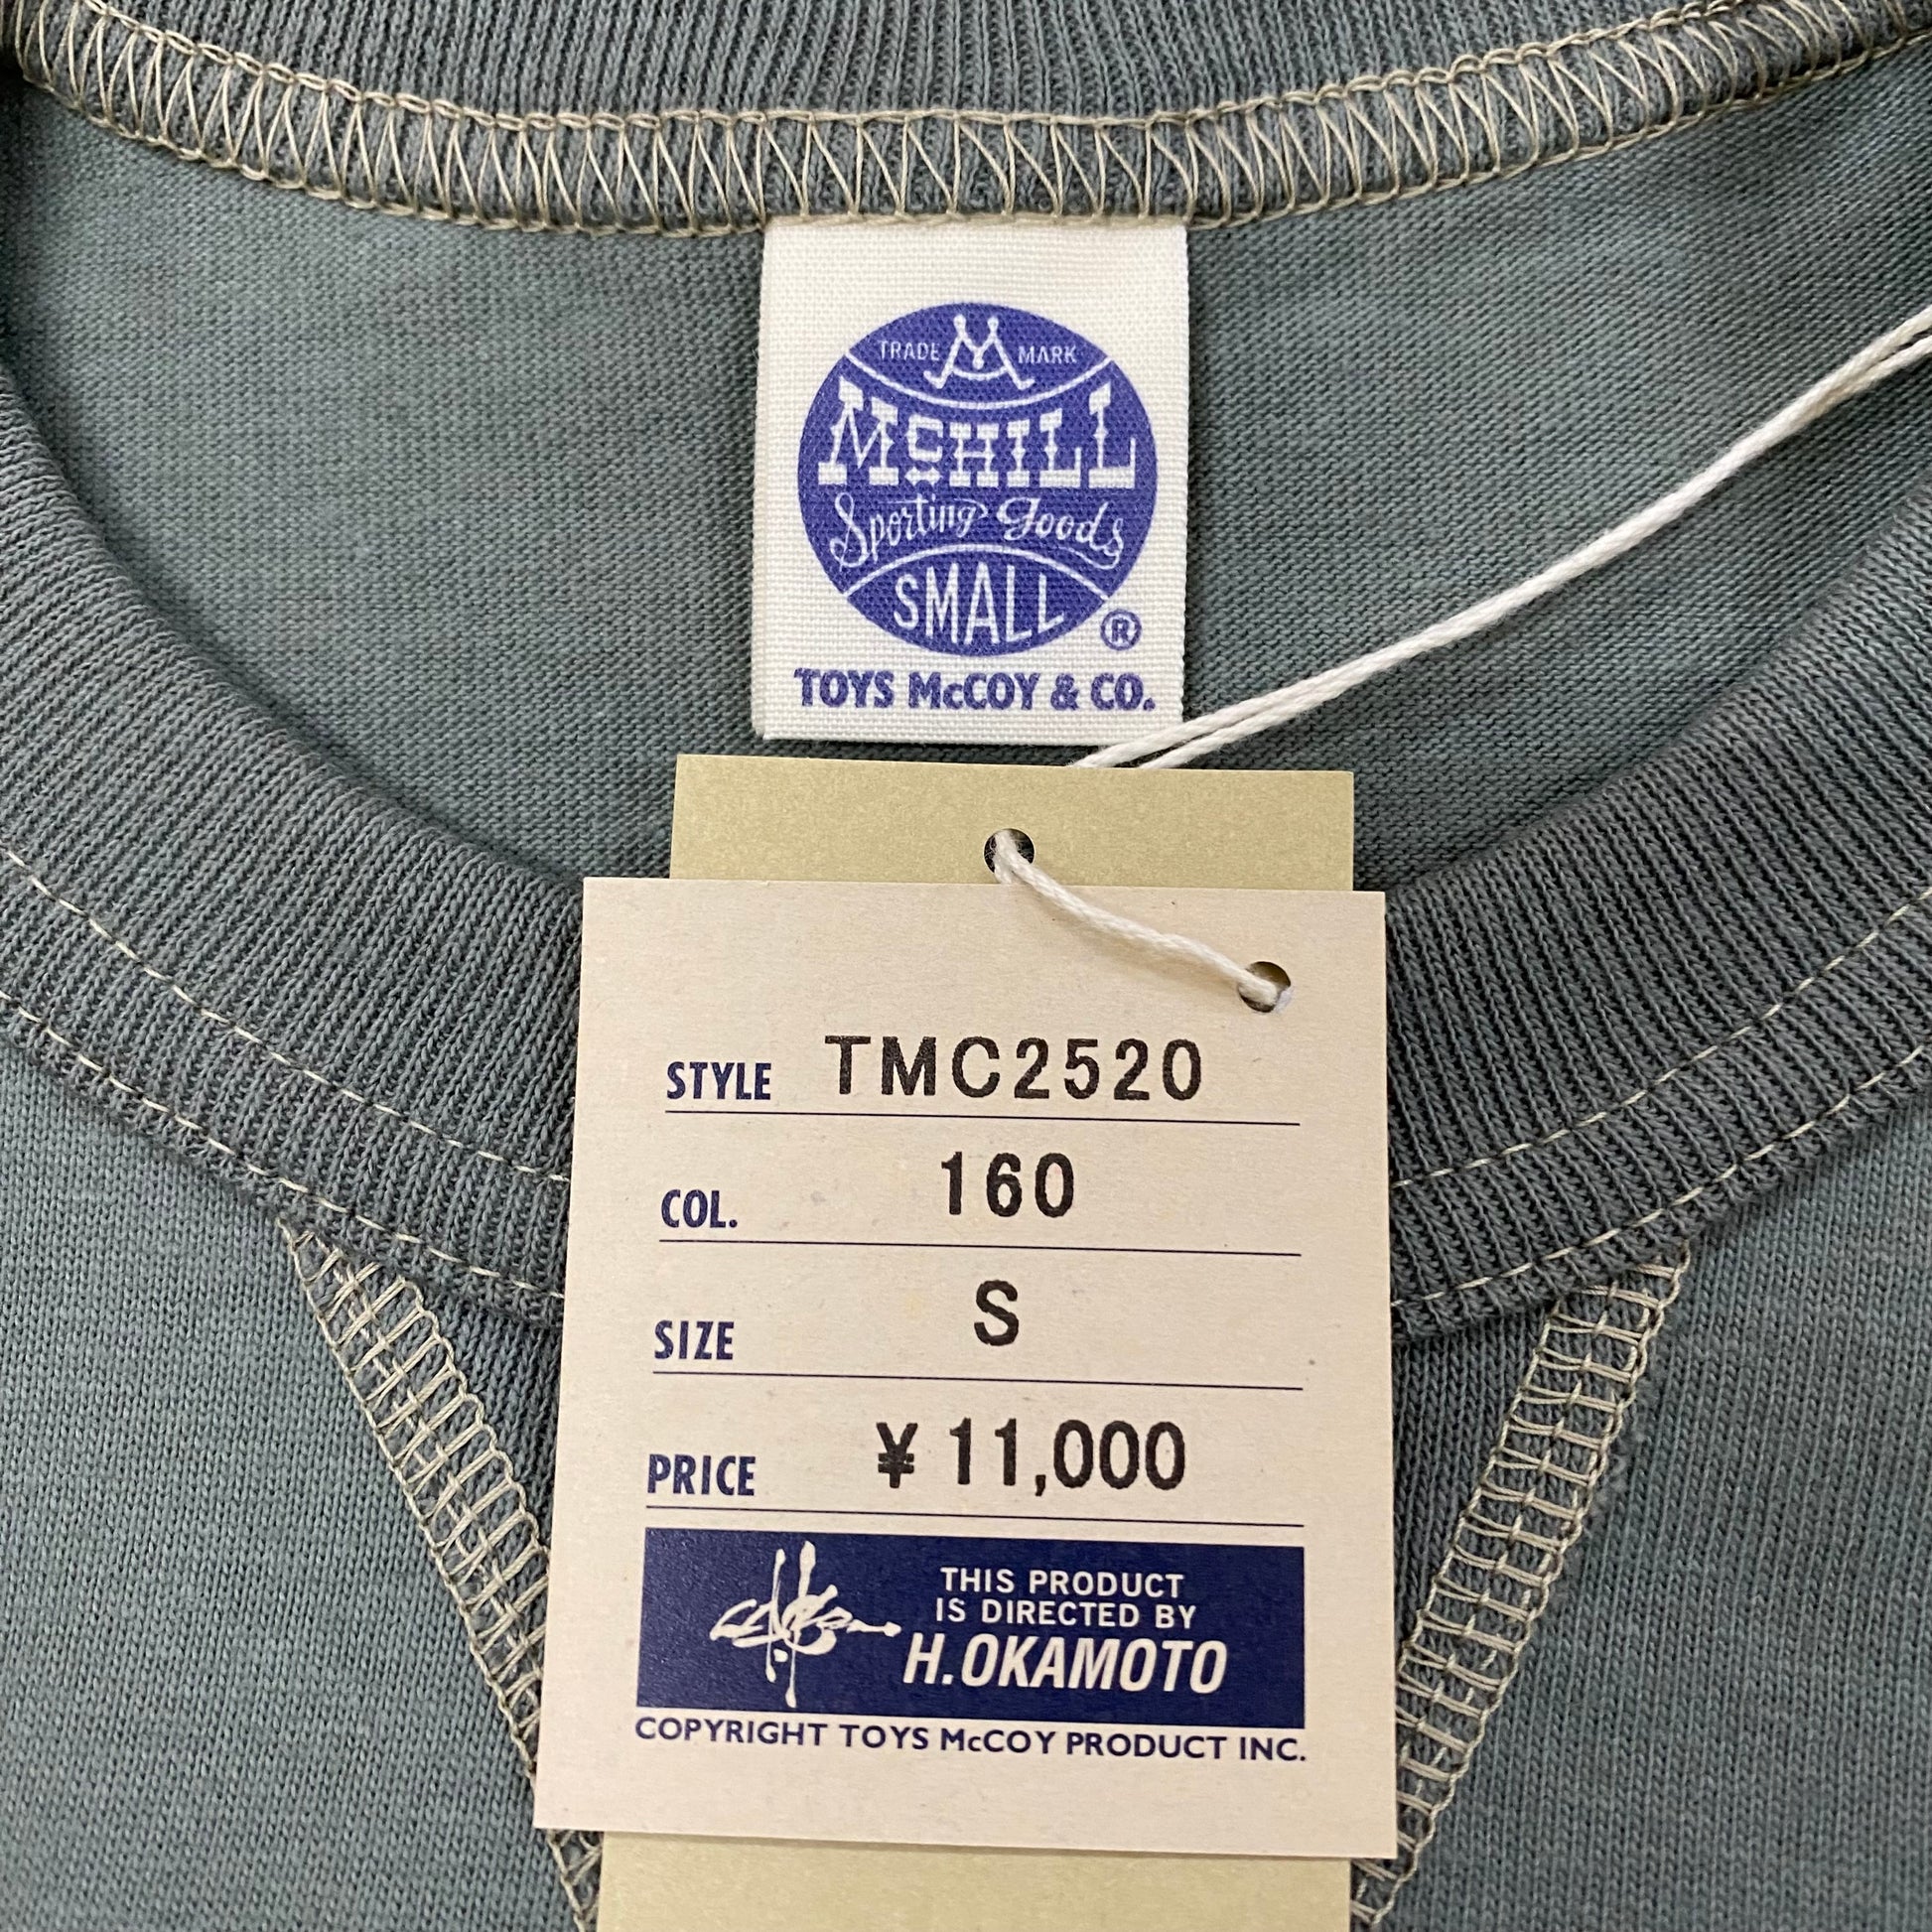 TRADE M MARK
McHILL
Sporting Goods
SMALL ®
TOYS McCOY & CO.
STYLE TMC2520
COL. 160
SIZE S
PRICE ¥ 11,000
THIS PRODUCT
IS DIRECTED BY
H.OKAMOTO
COPYRIGHT TOYS McCOY PRODUCT INC.